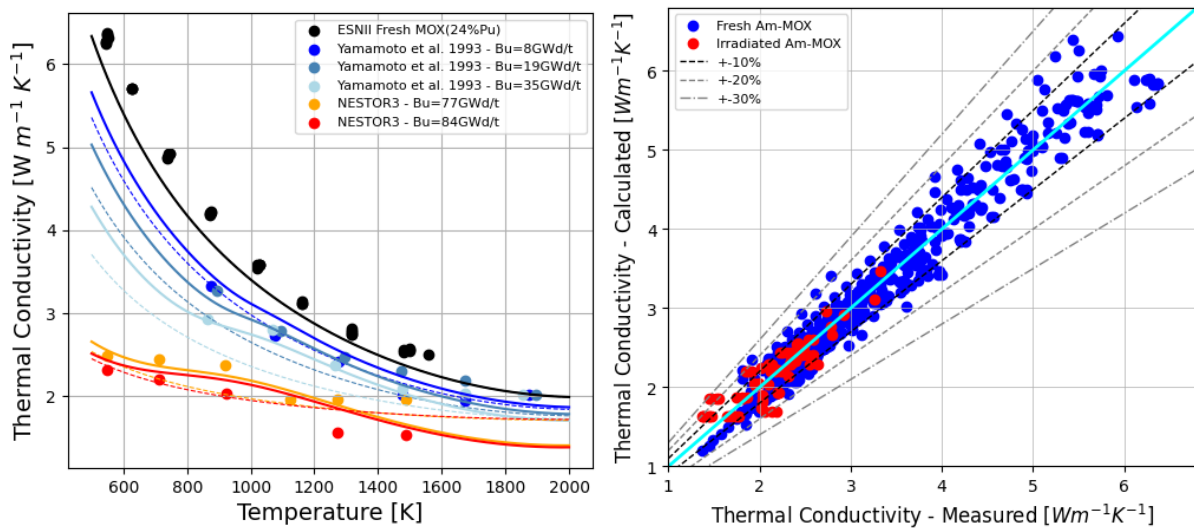 Thermal Conductivity [W m⁻¹ K⁻¹]
6
5
4
3
2
ESNII Fresh MOX(24%Pu)
Yamamoto et al. 1993 - Bu=8GWd/t
Yamamoto et al. 1993 - Bu=19GWd/t
Yamamoto et al. 1993 - Bu=35GWd/t
NESTOR3 - Bu=77GWd/t
NESTOR3 - Bu=84GWd/t
600 800 1000 1200 1400 1600 1800 2000
Temperature [K]
Thermal Conductivity - Calculated [Wm⁻¹K⁻¹]
6
5
4
3
2
1
Fresh Am-MOX
Irradiated Am-MOX
+-10%
+-20%
+-30%
1 2 3 4 5 6
Thermal Conductivity - Measured [Wm⁻¹K⁻¹]